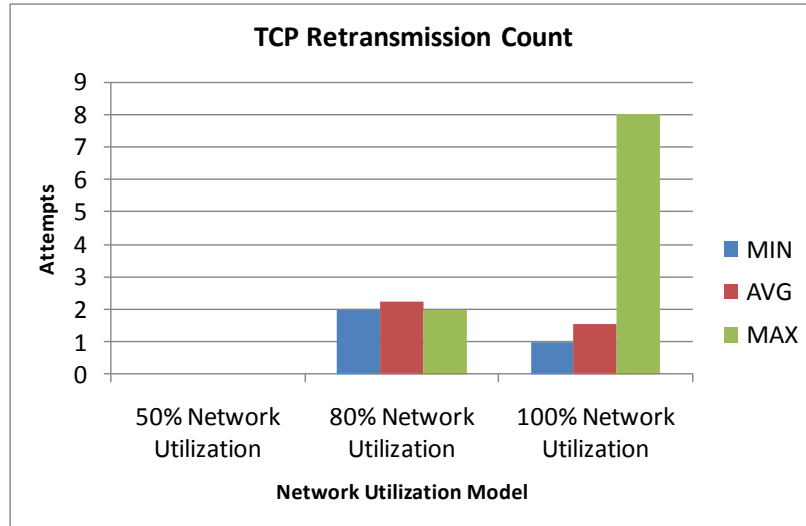 TCP Retransmission Count
9
8
7
6
5
4
3
2
1
0
Attempts
50% Network
Utilization
80% Network
Utilization
100% Network
Utilization
Network Utilization Model
MIN
AVG
MAX